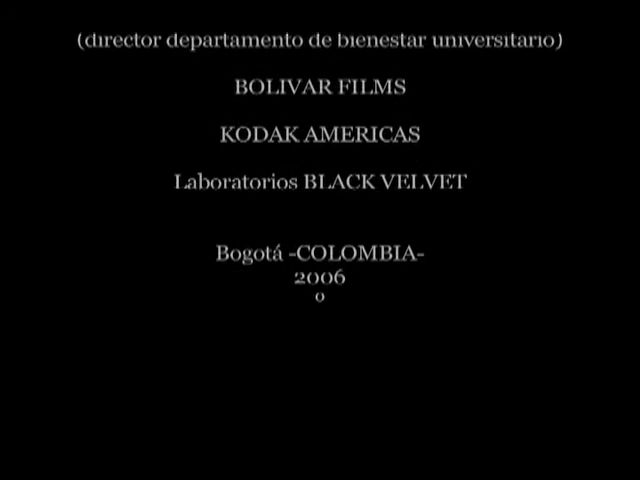 (director departamento de bienestar universitario)
BOLIVAR FILMS
KODAK AMERICAS
Laboratorios BLACK VELVET
Bogotá -COLOMBIA-
2006
o